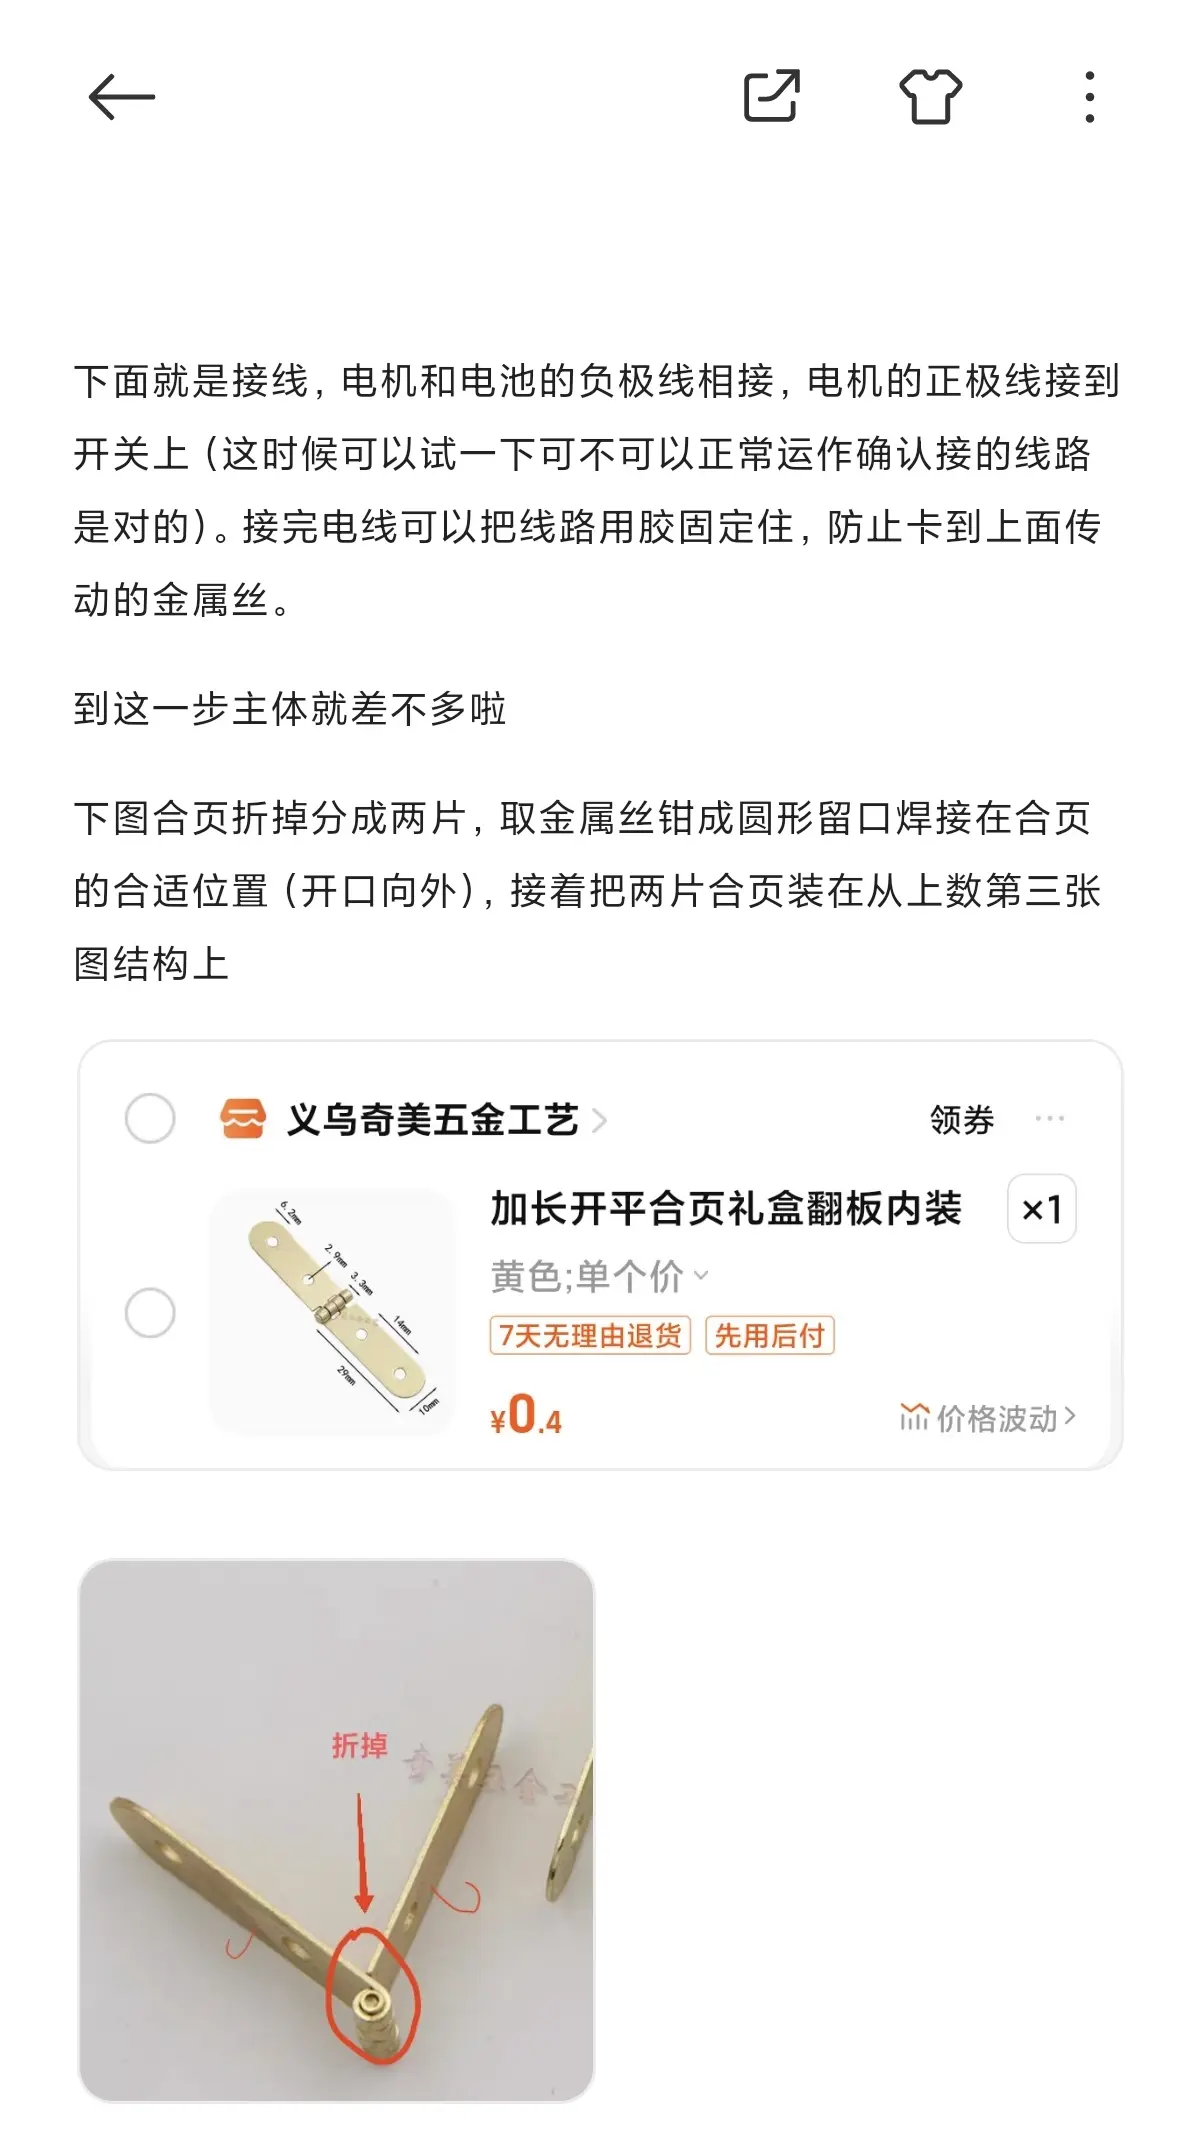 下面就是接线，电机和电池的负极线相接，电机的正极线接到
开关上（这时候可以试一下可不可以正常运作确认接的线路
是对的）。接完电线可以把线路用胶固定住，防止卡到上面传
动的金属丝。
到这一步主体就差不多啦
下图合页折掉分成两片，取金属丝钳成圆形留口焊接在合页
的合适位置（开口向外），接着把两片合页装在从上数第三张
图结构上
义乌奇美五金工艺
领券
加长开平合页礼盒翻板内装
×1
黄色;单个价
7天无理由退货 先用后付
¥0.4
价格波动
6.2mm
2.9mm
3.3mm
14mm
29mm
10mm
折掉